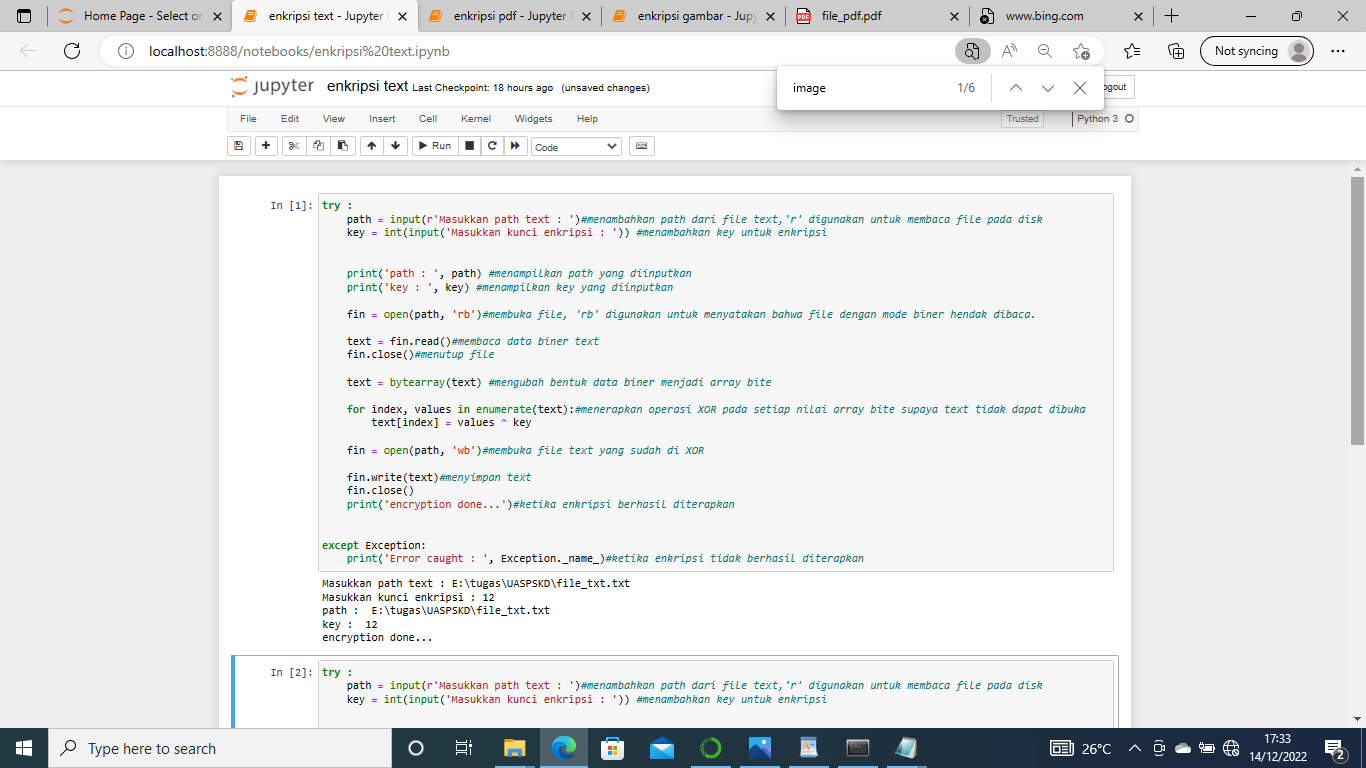 Home Page - Select or
enkripsi text - Jupyter
enkripsi pdf - Jupyter
enkripsi gambar - Jupy
file_pdf.pdf
www.bing.com
localhost:8888/notebooks/enkripsi%20text.ipynb
Not syncing
image
1/6
jupyter enkripsi text Last Checkpoint: 18 hours ago (unsaved changes)
ogout
File Edit View Insert Cell Kernel Widgets Help
Trusted
Python 3
Run
Code
In [1]:
try :
    path = input(r'Masukkan path text : ')#menambahkan path dari file text,'r' digunakan untuk membaca file pada disk
    key = int(input('Masukkan kunci enkripsi : ')) #menambahkan key untuk enkripsi
    print('path : ', path) #menampilkan path yang diinputkan
    print('key : ', key) #menampilkan key yang diinputkan
    fin = open(path, 'rb')#membuka file, 'rb' digunakan untuk menyatakan bahwa file dengan mode biner hendak dibaca.
    text = fin.read()#membaca data biner text
    fin.close()#menutup file
    text = bytearray(text) #mengubah bentuk data biner menjadi array bite
    for index, values in enumerate(text):#menerapkan operasi XOR pada setiap nilai array bite supaya text tidak dapat dibuka
        text[index] = values ^ key
    fin = open(path, 'wb')#membuka file text yang sudah di XOR
    fin.write(text)#menyimpan text
    fin.close()
    print('encryption done...')#ketika enkripsi berhasil diterapkan
except Exception:
    print('Error caught : ', Exception._name_)#ketika enkripsi tidak berhasil diterapkan
Masukkan path text : E:\tugas\UASPSKD\file_txt.txt
Masukkan kunci enkripsi : 12
path :  E:\tugas\UASPSKD\file_txt.txt
key :  12
encryption done...
In [2]:
try :
    path = input(r'Masukkan path text : ')#menambahkan path dari file text,'r' digunakan untuk membaca file pada disk
    key = int(input('Masukkan kunci enkripsi : ')) #menambahkan key untuk enkripsi
Type here to search
26°C
17:33
14/12/2022
2